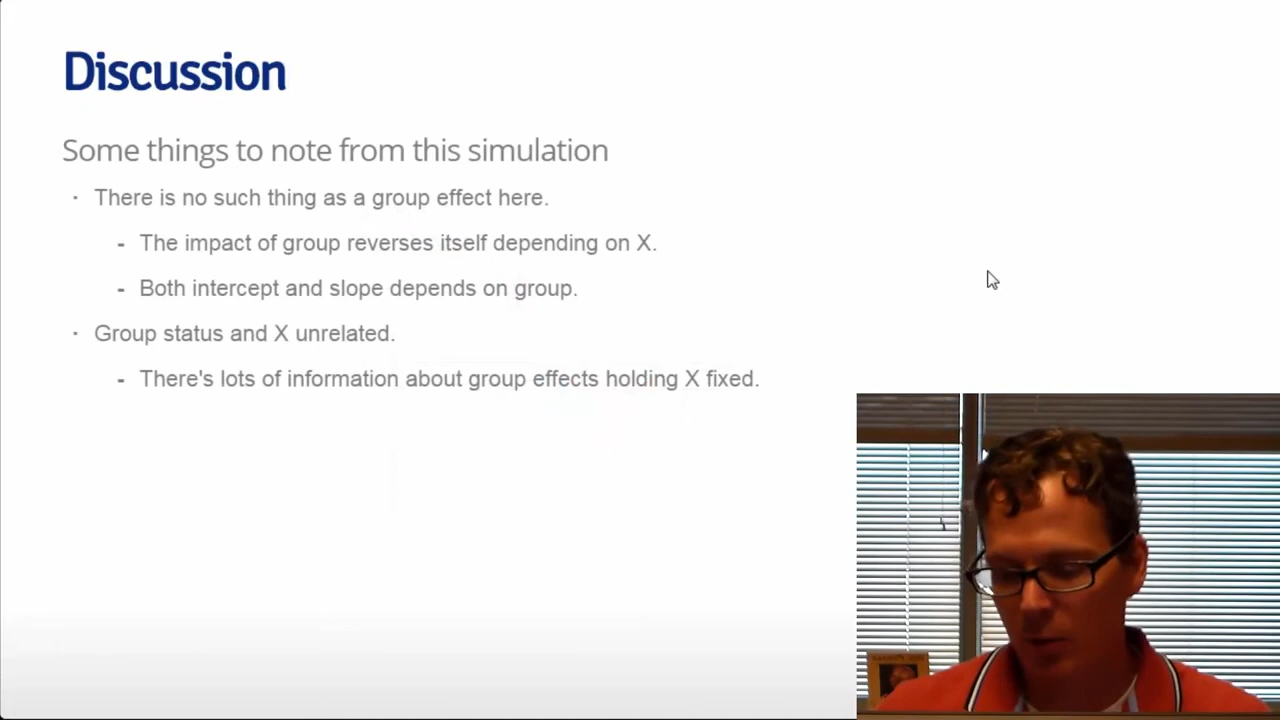 Discussion
Some things to note from this simulation
· There is no such thing as a group effect here.
- The impact of group reverses itself depending on X.
- Both intercept and slope depends on group.
· Group status and X unrelated.
- There's lots of information about group effects holding X fixed.